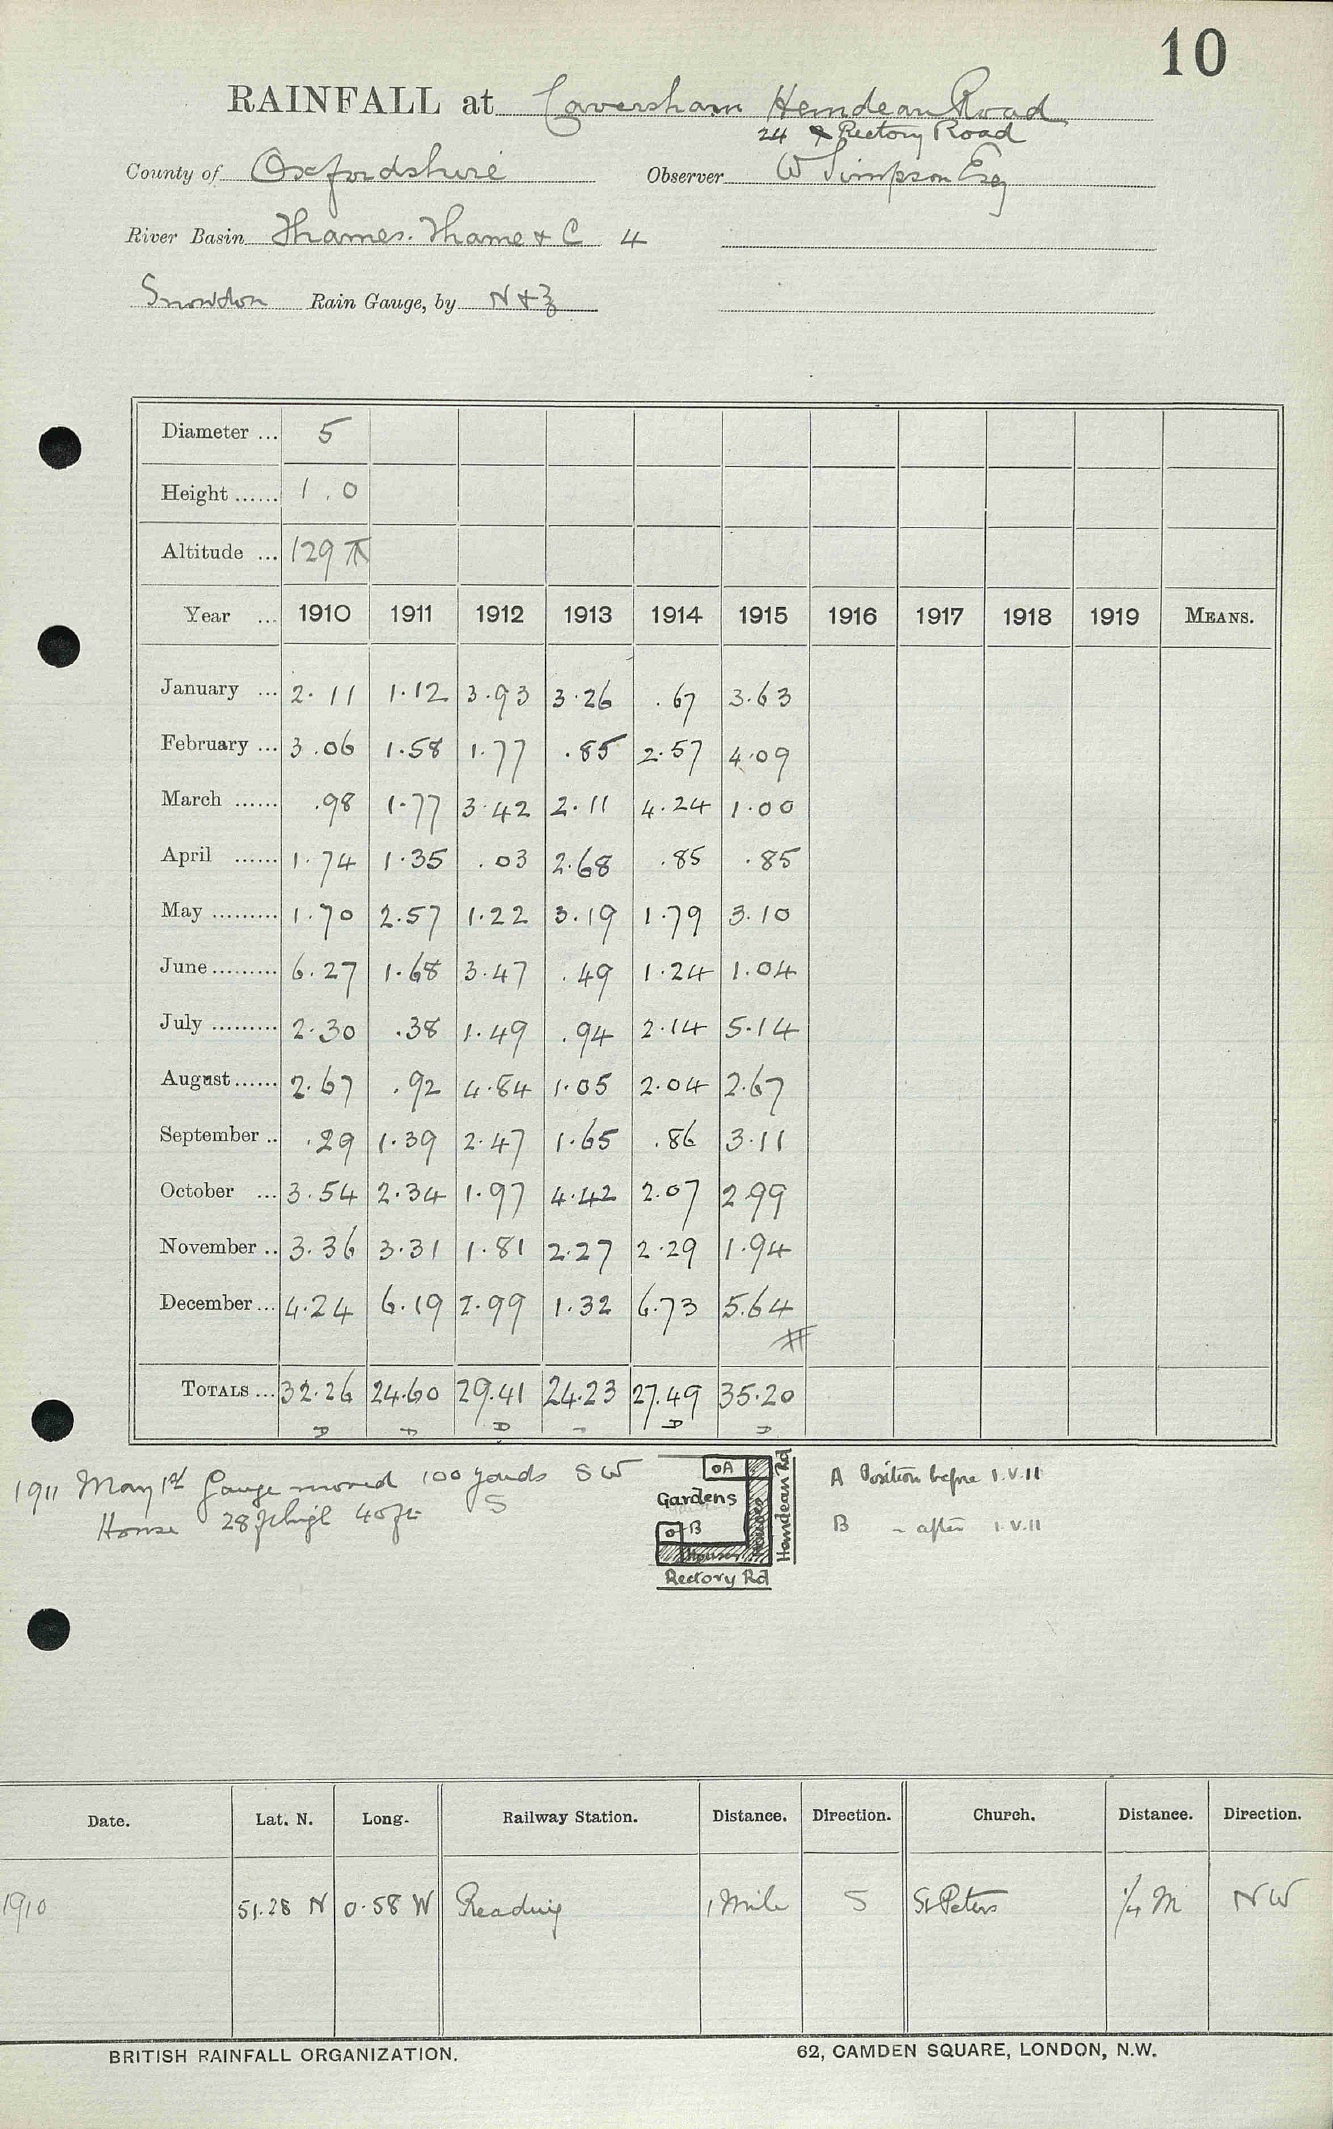 10
RAINFALL at Caversham Hemdean Road
24 Rectory Road
County of Oxfordshire Observer W Simpson Esq
River Basin Thames. Thame & C 4
Snowdon Rain Gauge, by N & Z
Diameter ... 5
Height ...... 1.0
Altitude ... 129
Year ... 1910 1911 1912 1913 1914 1915 1916 1917 1918 1919 MEANS.
January ... 2.11 1.12 3.93 3.26 .67 3.63
February ... 3.06 1.58 1.77 .85 2.57 4.09
March ...... .98 1.77 3.42 2.11 4.24 1.00
April ...... 1.74 1.35 .03 2.68 .85 .85
May ......... 1.70 2.57 1.22 3.19 1.79 3.10
June ......... 6.27 1.68 3.47 .49 1.24 1.04
July ......... 2.30 .38 1.49 .94 2.14 5.14
August ...... 2.67 .92 4.84 1.05 2.04 2.67
September .. .29 1.39 2.47 1.65 .86 3.11
October ... 3.54 2.34 1.97 4.42 2.07 2.99
November .. 3.36 3.31 1.81 2.27 2.29 1.94
December ... 4.24 6.19 2.99 1.32 6.73 5.64
TOTALS ... 32.26 24.60 29.41 24.23 27.49 35.20
1911 May 1st Gauge moved 100 yards SW
House 28 ft high 40 ft S
A
Gardens
B
Houses
Houses
Hemdean Rd
Rectory Rd
A Position before 1.V.11
B - after 1.V.11
Date. Lat. N. Long. Railway Station. Distance. Direction. Church. Distance. Direction.
1910 51.28 N 0.58 W Reading 1 Mile S St Peters 1/4 M NW
BRITISH RAINFALL ORGANIZATION. 62, CAMDEN SQUARE, LONDON, N.W.